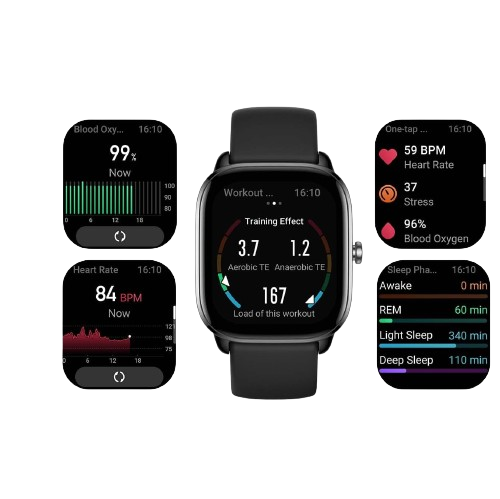 Blood Oxy... 16:10
99%
Now
100
90
80
0 6 12 18
Heart Rate 16:10
84 BPM
Now
121
98
75
0 6 12 18
Workout ... 16:10
Training Effect
3.7 1.2
Aerobic TE Anaerobic TE
167
Load of this workout
One-tap ... 16:10
59 BPM
Heart Rate
37
Stress
96%
Blood Oxygen
Sleep Pha... 16:10
Awake 0 min
REM 60 min
Light Sleep 340 min
Deep Sleep 110 min